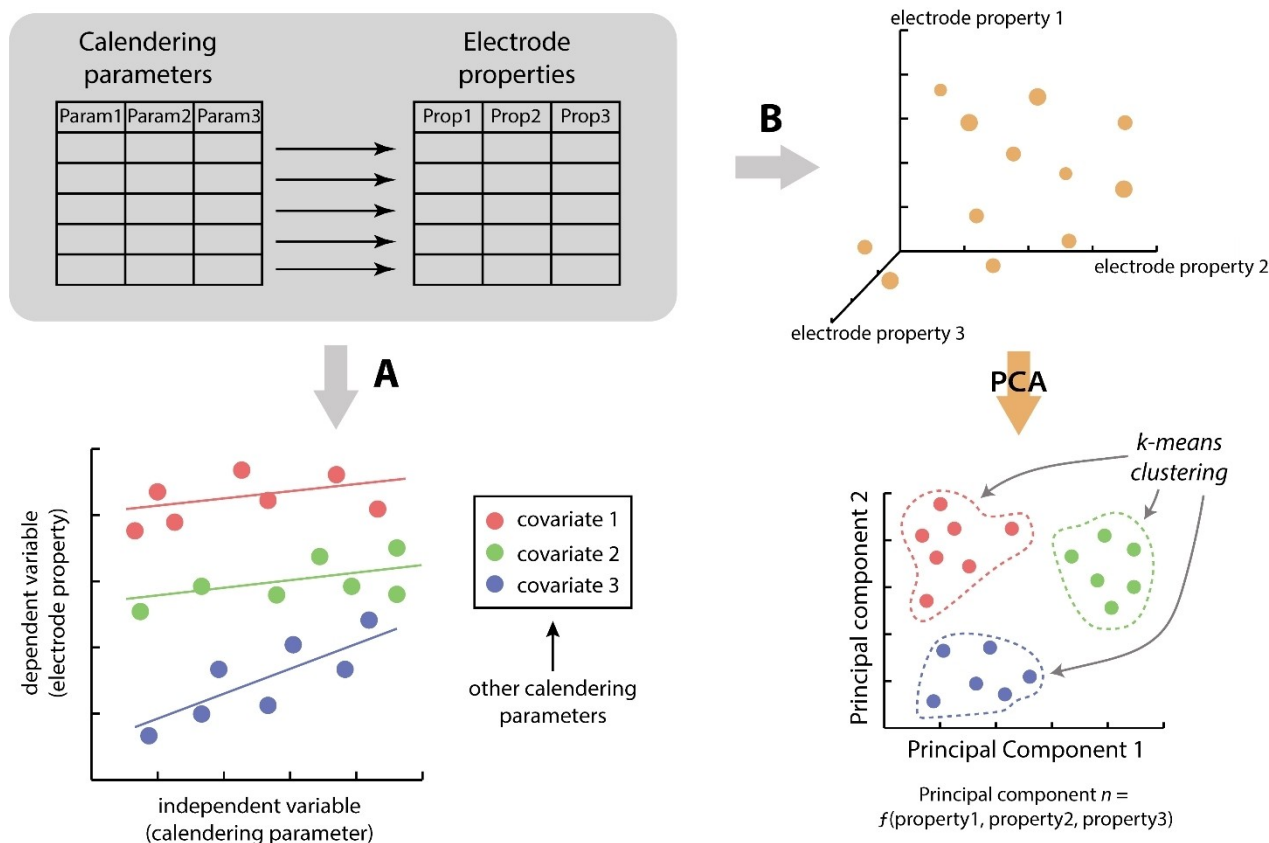 Calendering
parameters
Electrode
properties
Param1 Param2 Param3
Prop1 Prop2 Prop3
A
B
electrode property 1
electrode property 2
electrode property 3
PCA
dependent variable
(electrode property)
covariate 1
covariate 2
covariate 3
other calendering
parameters
independent variable
(calendering parameter)
k-means
clustering
Principal component 2
Principal Component 1
Principal component n =
f(property1, property2, property3)